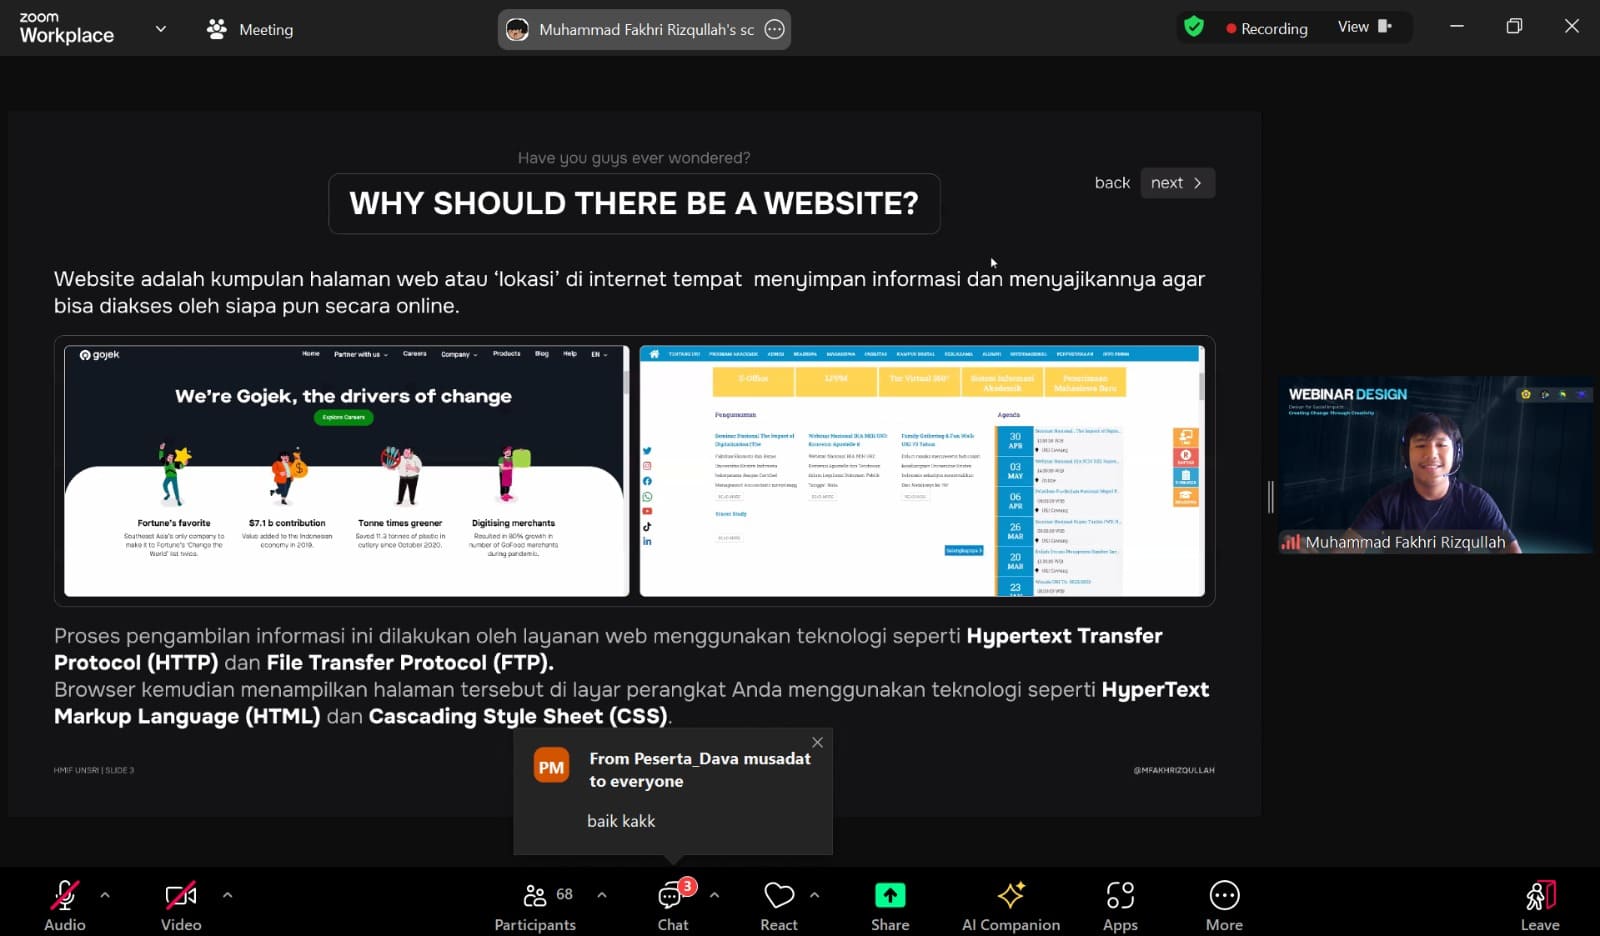 zoom
Workplace
Meeting
Muhammad Fakhri Rizqullah's sc
Recording
View
Have you guys ever wondered?
WHY SHOULD THERE BE A WEBSITE?
back
next
Website adalah kumpulan halaman web atau ‘lokasi’ di internet tempat menyimpan informasi dan menyajikannya agar
bisa diakses oleh siapa pun secara online.
gojek
Home Partner with us Careers Company Products Blog Help EN
We’re Gojek, the drivers of change
Explore Careers
Fortune’s favorite
Southeast Asia's only company to
make it to Fortune's 'Change the
World' list twice.
$7.1 b contribution
Value added to the Indonesian
economy in 2019.
Tonne times greener
Saved 11.3 tonnes of plastic in
cutlery since October 2020.
Digitising merchants
Resulted in 80% growth in
number of GoFood merchants
during pandemic.
E-Office
LPPM
Tur Virtual 360°
Sistem Informasi
Akademik
Penerimaan
Mahasiswa Baru
Pengumuman
Agenda
30
APR
03
MAY
06
APR
26
MAR
20
MAR
23
Proses pengambilan informasi ini dilakukan oleh layanan web menggunakan teknologi seperti Hypertext Transfer
Protocol (HTTP) dan File Transfer Protocol (FTP).
Browser kemudian menampilkan halaman tersebut di layar perangkat Anda menggunakan teknologi seperti HyperText
Markup Language (HTML) dan Cascading Style Sheet (CSS).
HMIF UNSRI | SLIDE 3
@MFAKHRIZQULLAH
WEBINAR DESIGN
Creating Change Through Creativity
Muhammad Fakhri Rizqullah
PM
From Peserta_Dava musadat
to everyone
baik kakk
Audio
Video
Participants
68
Chat
3
React
Share
AI Companion
Apps
More
Leave